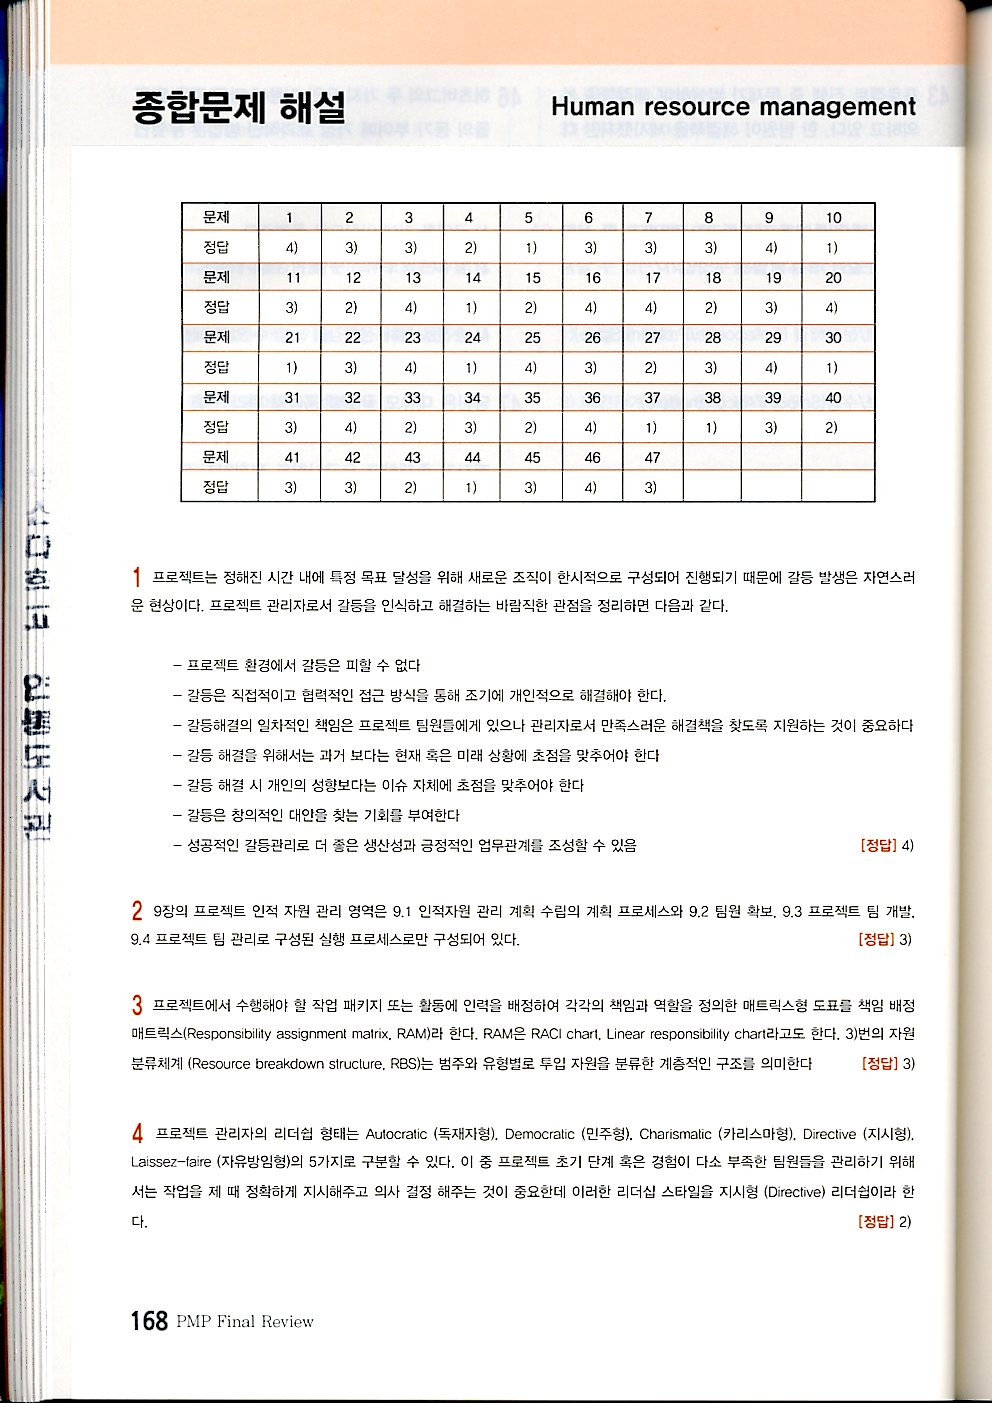 종합문제 해설
Human resource management
문제 1 2 3 4 5 6 7 8 9 10
정답 4) 3) 3) 2) 1) 3) 3) 3) 4) 1)
문제 11 12 13 14 15 16 17 18 19 20
정답 3) 2) 4) 1) 2) 4) 4) 2) 3) 4)
문제 21 22 23 24 25 26 27 28 29 30
정답 1) 3) 4) 1) 4) 3) 2) 3) 4) 1)
문제 31 32 33 34 35 36 37 38 39 40
정답 3) 4) 2) 3) 2) 4) 1) 1) 3) 2)
문제 41 42 43 44 45 46 47
정답 3) 3) 2) 1) 3) 4) 3)
1 프로젝트는 정해진 시간 내에 특정 목표 달성을 위해 새로운 조직이 한시적으로 구성되어 진행되기 때문에 갈등 발생은 자연스러
운 현상이다. 프로젝트 관리자로서 갈등을 인식하고 해결하는 바람직한 관점을 정리하면 다음과 같다.
– 프로젝트 환경에서 갈등은 피할 수 없다
– 갈등은 직접적이고 협력적인 접근 방식을 통해 조기에 개인적으로 해결해야 한다.
– 갈등해결의 일차적인 책임은 프로젝트 팀원들에게 있으나 관리자로서 만족스러운 해결책을 찾도록 지원하는 것이 중요하다
– 갈등 해결을 위해서는 과거 보다는 현재 혹은 미래 상황에 초점을 맞추어야 한다
– 갈등 해결 시 개인의 성향보다는 이슈 자체에 초점을 맞추어야 한다
– 갈등은 창의적인 대안을 찾는 기회를 부여한다
– 성공적인 갈등관리로 더 좋은 생산성과 긍정적인 업무관계를 조성할 수 있음 [정답] 4)
2 9장의 프로젝트 인적 자원 관리 영역은 9.1 인적자원 관리 계획 수립의 계획 프로세스와 9.2 팀원 확보, 9.3 프로젝트 팀 개발,
9.4 프로젝트 팀 관리로 구성된 실행 프로세스로만 구성되어 있다. [정답] 3)
3 프로젝트에서 수행해야 할 작업 패키지 또는 활동에 인력을 배정하여 각각의 책임과 역할을 정의한 매트릭스형 도표를 책임 배정
매트릭스(Responsibility assignment matrix, RAM)라 한다. RAM은 RACI chart, Linear responsibility chart라고도 한다. 3)번의 자원
분류체계 (Resource breakdown structure, RBS)는 범주와 유형별로 투입 자원을 분류한 계층적인 구조를 의미한다 [정답] 3)
4 프로젝트 관리자의 리더쉽 형태는 Autocratic (독재자형), Democratic (민주형), Charismatic (카리스마형), Directive (지시형),
Laissez–faire (자유방임형)의 5가지로 구분할 수 있다. 이 중 프로젝트 초기 단계 혹은 경험이 다소 부족한 팀원들을 관리하기 위해
서는 작업을 제 때 정확하게 지시해주고 의사 결정 해주는 것이 중요한데 이러한 리더십 스타일을 지시형 (Directive) 리더쉽이라 한
다. [정답] 2)
168 PMP Final Review